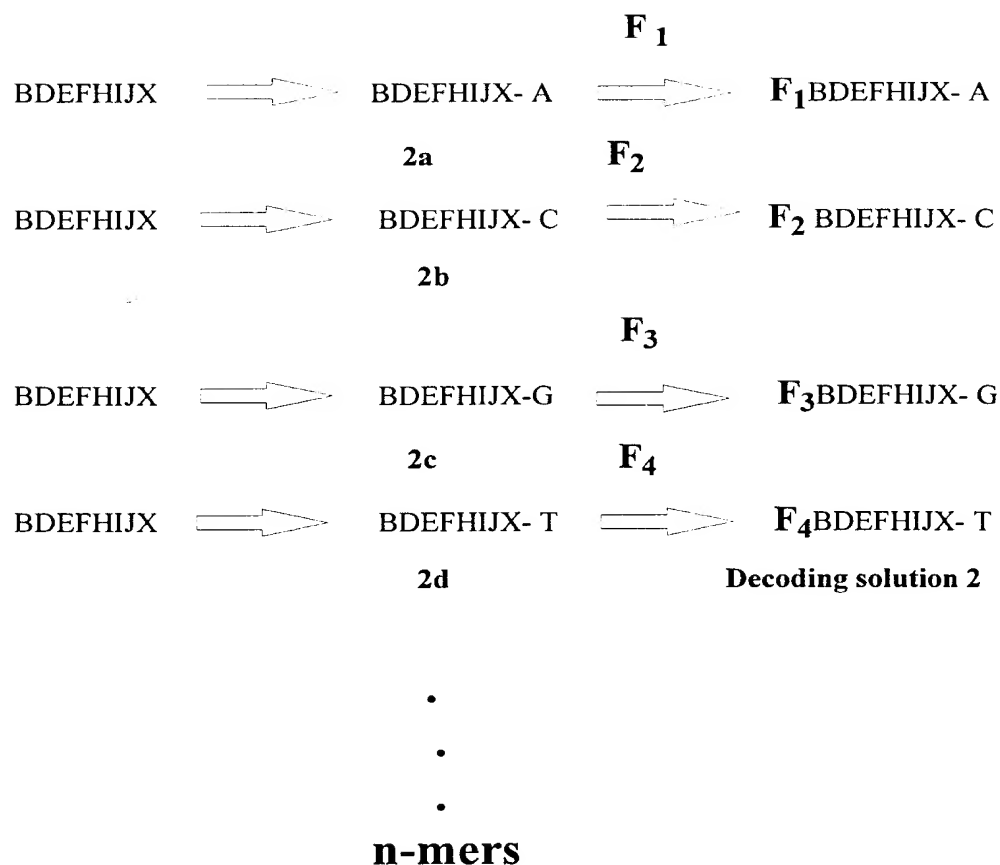 F 1
BDEFHIJX BDEFHIJX- A F1BDEFHIJX- A
2a F2
BDEFHIJX BDEFHIJX- C F2 BDEFHIJX- C
2b
F3
BDEFHIJX BDEFHIJX-G F3BDEFHIJX- G
2c F4
BDEFHIJX BDEFHIJX- T F4BDEFHIJX- T
2d Decoding solution 2
n-mers